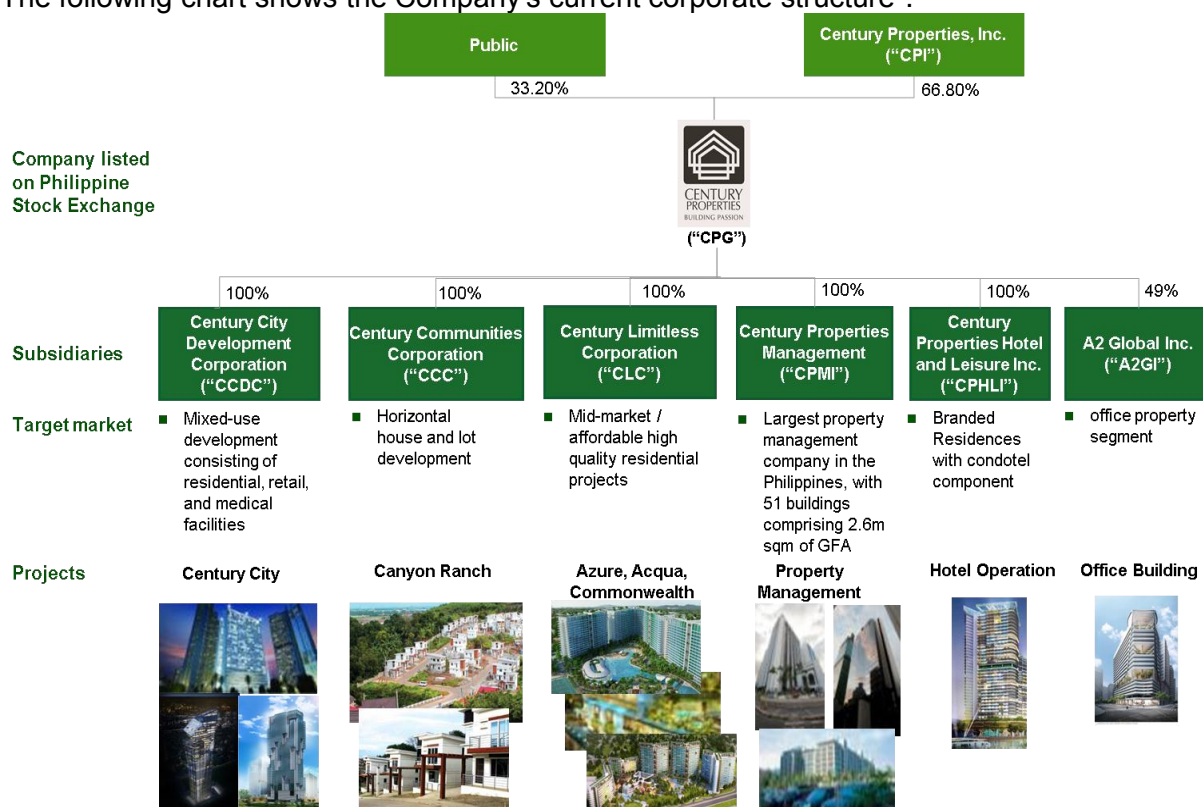 The following chart shows the Company's current corporate structure :
Public
Century Properties, Inc.
("CPI")
33.20%
66.80%
Company listed
on Philippine
Stock Exchange
CENTURY
PROPERTIES
BUILDING PASSION
("CPG")
100%
100%
100%
100%
100%
49%
Subsidiaries
Century City
Development
Corporation
("CCDC")
Century Communities
Corporation
("CCC")
Century Limitless
Corporation
("CLC")
Century Properties
Management
("CPMI")
Century
Properties Hotel
and Leisure Inc.
("CPHLI")
A2 Global Inc.
("A2GI")
Target market
Mixed-use
development
consisting of
residential, retail,
and medical
facilities
Horizontal
house and lot
development
Mid-market /
affordable high
quality residential
projects
Largest property
management
company in the
Philippines, with
51 buildings
comprising 2.6m
sqm of GFA
Branded
Residences
with condotel
component
office property
segment
Projects
Century City
Canyon Ranch
Azure, Acqua,
Commonwealth
Property
Management
Hotel Operation
Office Building